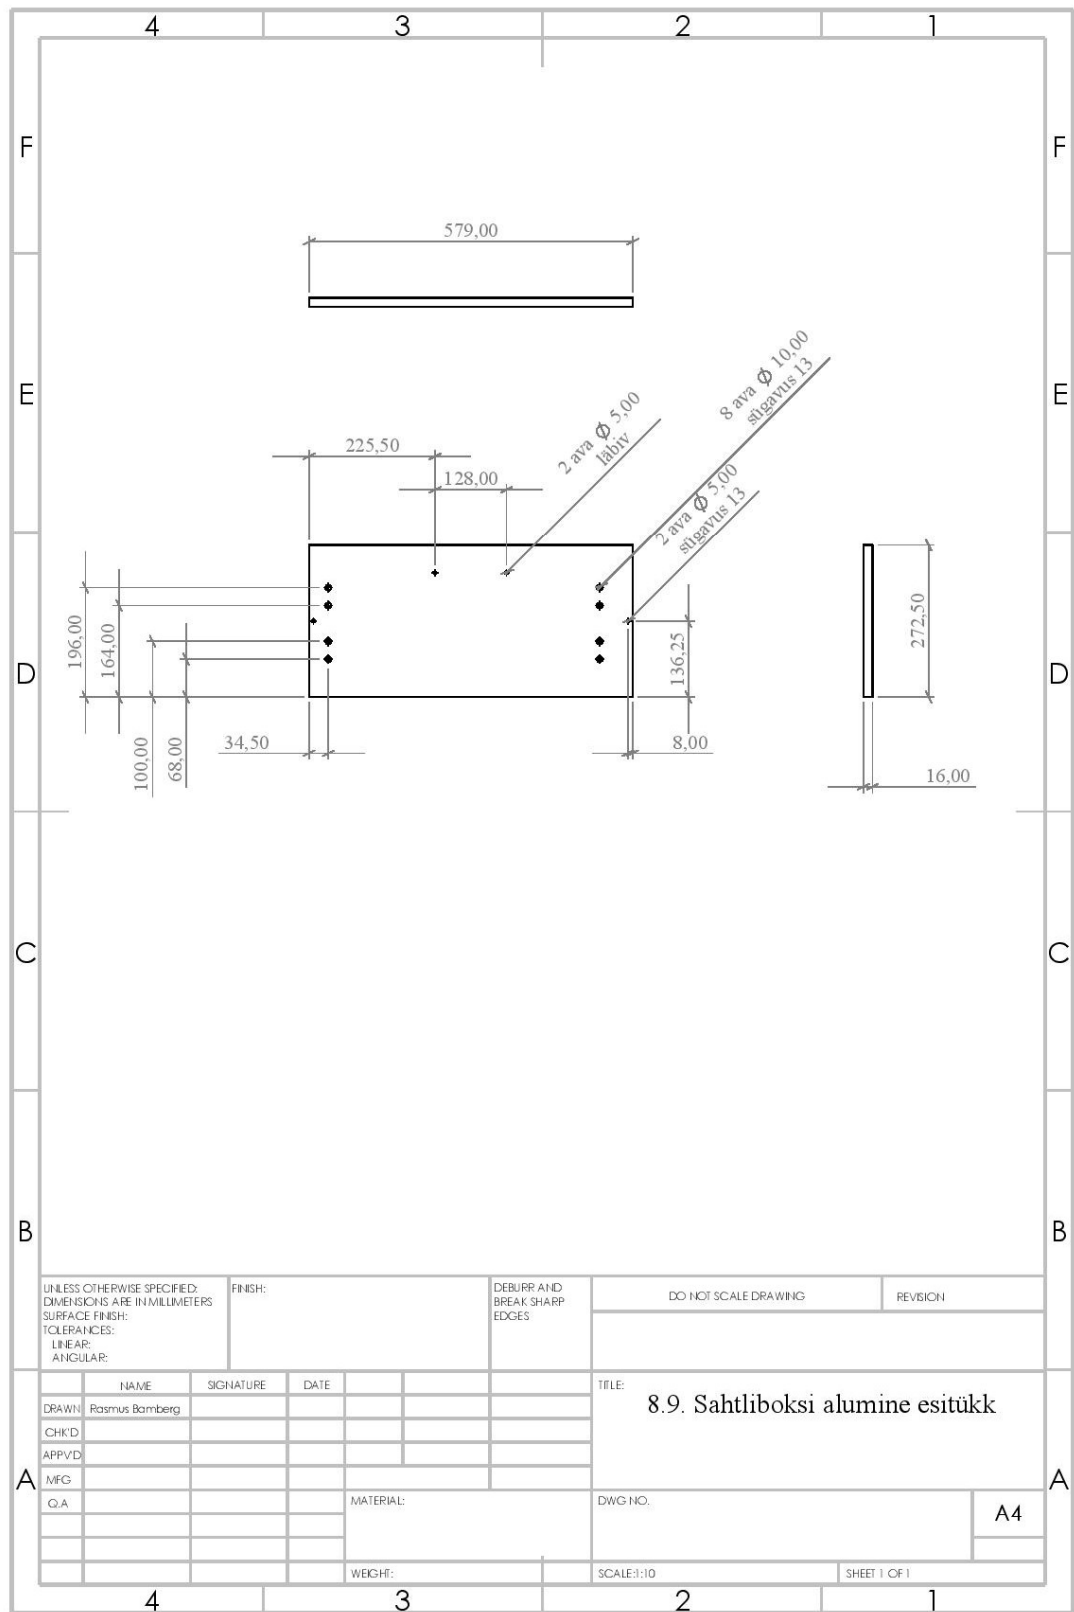 4 3 2 1
F F
579,00
E E
8 ava Ø 10,00
sügavus 13
2 ava Ø 5,00
läbiv
225,50
128,00
2 ava Ø 5,00
sügavus 13
196,00
164,00
100,00
68,00
136,25
272,50
D D
34,50
8,00
16,00
C C
B B
UNLESS OTHERWISE SPECIFIED:
DIMENSIONS ARE IN MILLIMETERS
SURFACE FINISH:
TOLERANCES:
LINEAR:
ANGULAR:
FINISH:
DEBURR AND
BREAK SHARP
EDGES
DO NOT SCALE DRAWING
REVISION
NAME SIGNATURE DATE
DRAWN Rasmus Bamberg
CHK'D
APPV'D
MFG
Q.A
TITLE:
8.9. Sahtliboksi alumine esitükk
A A
MATERIAL:
DWG NO.
A4
WEIGHT:
SCALE:1:10
SHEET 1 OF 1
4 3 2 1